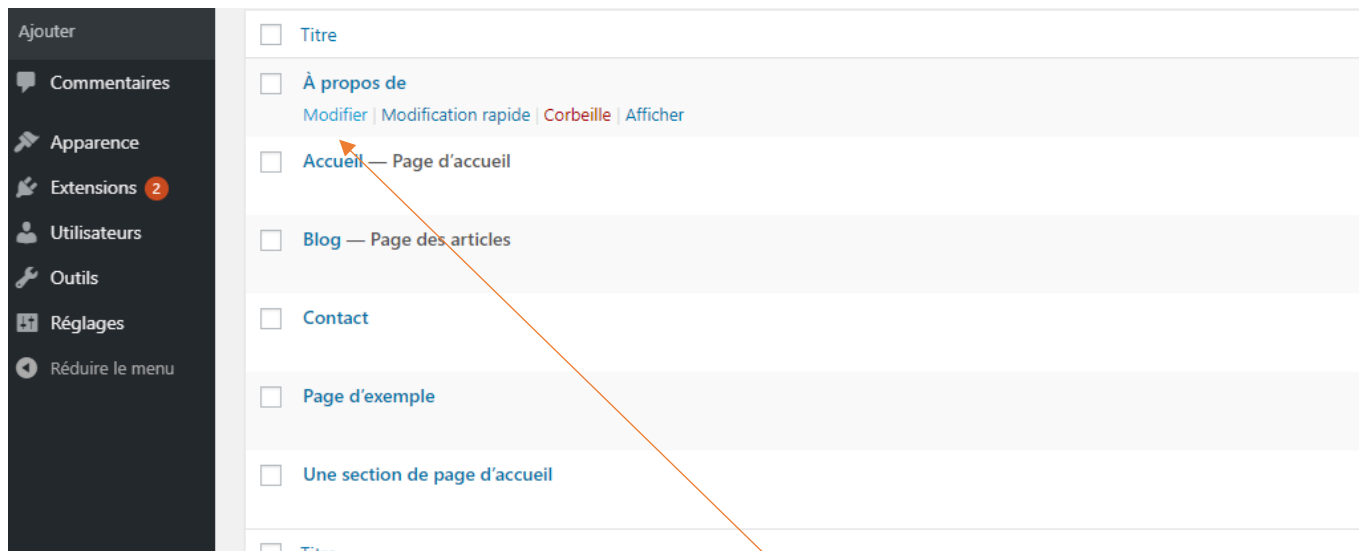 Ajouter
Commentaires
Apparence
Extensions 2
Utilisateurs
Outils
Réglages
Réduire le menu
Titre
À propos de
Modifier | Modification rapide | Corbeille | Afficher
Accueil — Page d’accueil
Blog — Page des articles
Contact
Page d’exemple
Une section de page d’accueil
Titre